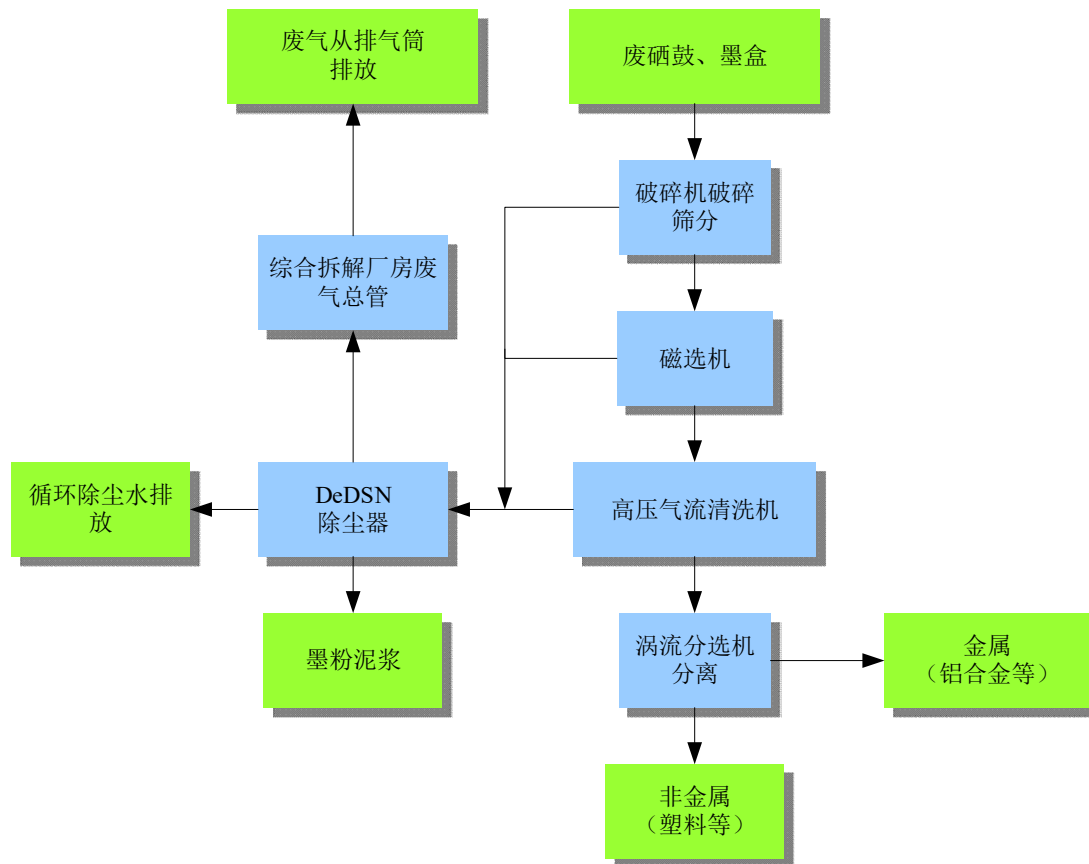 废气从排气筒
排放
废硒鼓、墨盒
破碎机破碎
筛分
综合拆解厂房废
气总管
磁选机
循环除尘水排
放
DeDSN
除尘器
高压气流清洗机
墨粉泥浆
涡流分选机
分离
金属
（铝合金等）
非金属
（塑料等）